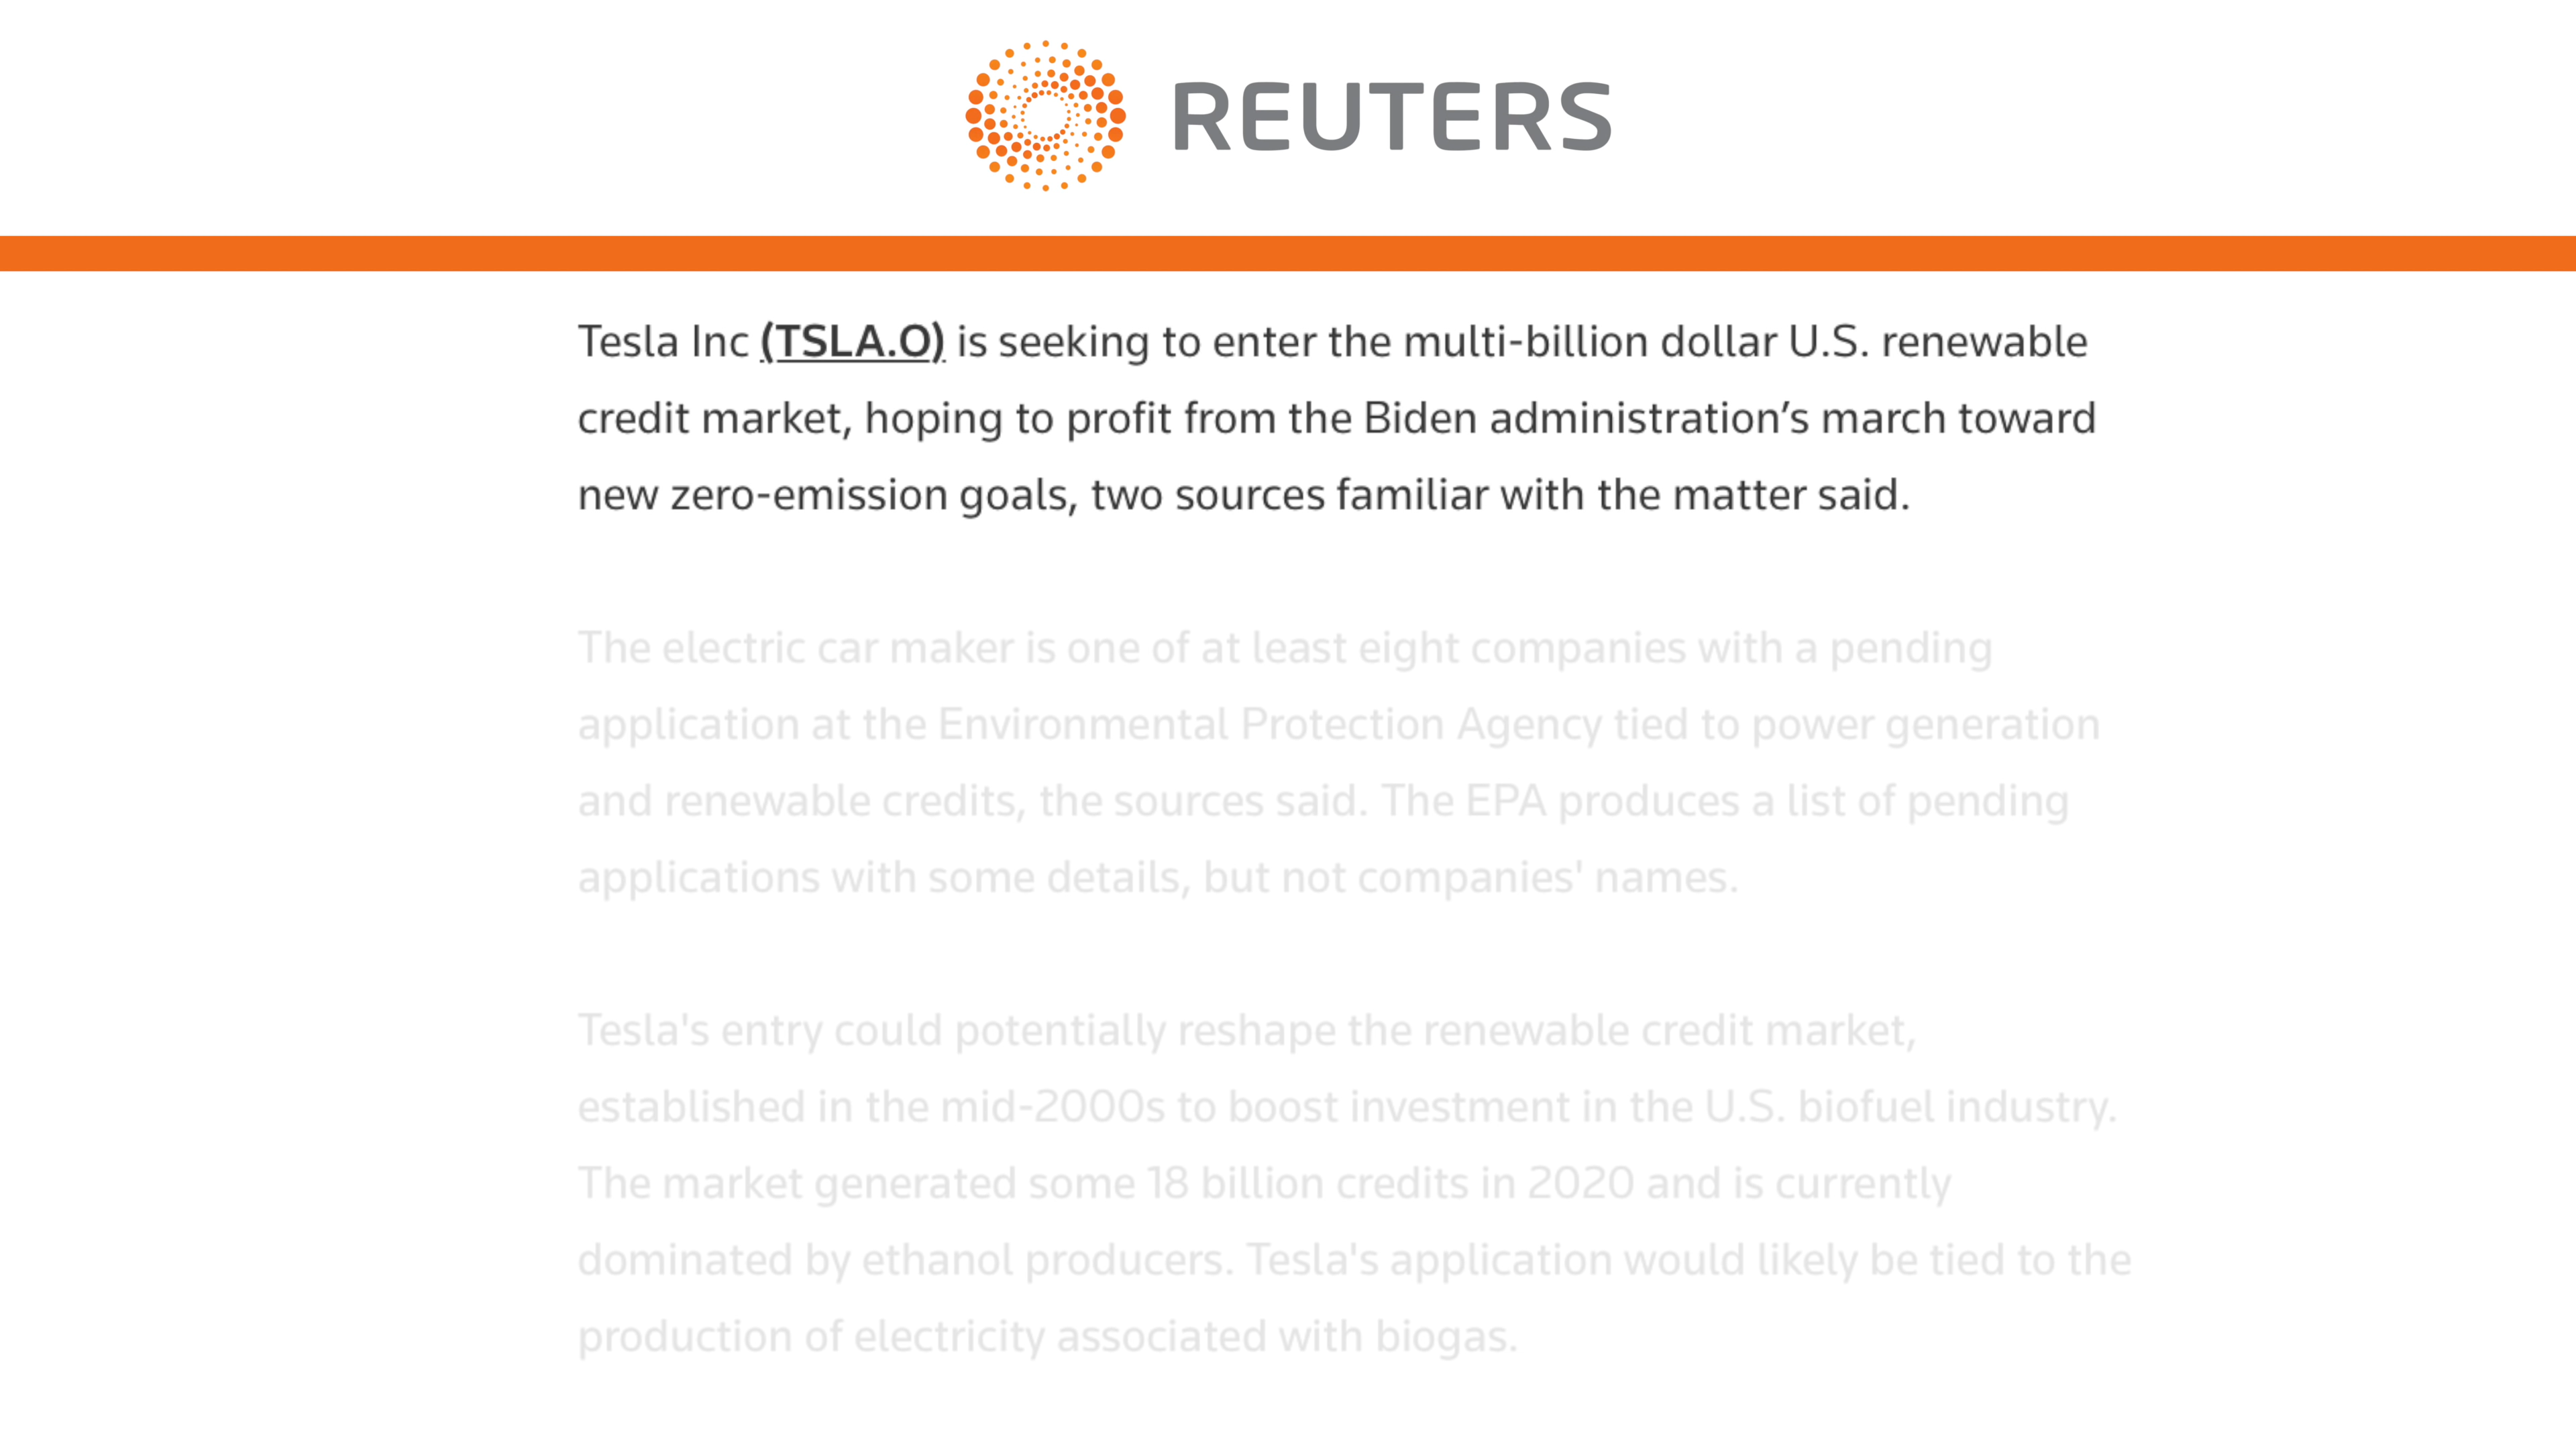 REUTERS
Tesla Inc (TSLA.O) is seeking to enter the multi-billion dollar U.S. renewable
credit market, hoping to profit from the Biden administration’s march toward
new zero-emission goals, two sources familiar with the matter said.
The electric car maker is one of at least eight companies with a pending
application at the Environmental Protection Agency tied to power generation
and renewable credits, the sources said. The EPA produces a list of pending
applications with some details, but not companies' names.
Tesla's entry could potentially reshape the renewable credit market,
established in the mid-2000s to boost investment in the U.S. biofuel industry.
The market generated some 18 billion credits in 2020 and is currently
dominated by ethanol producers. Tesla's application would likely be tied to the
production of electricity associated with biogas.